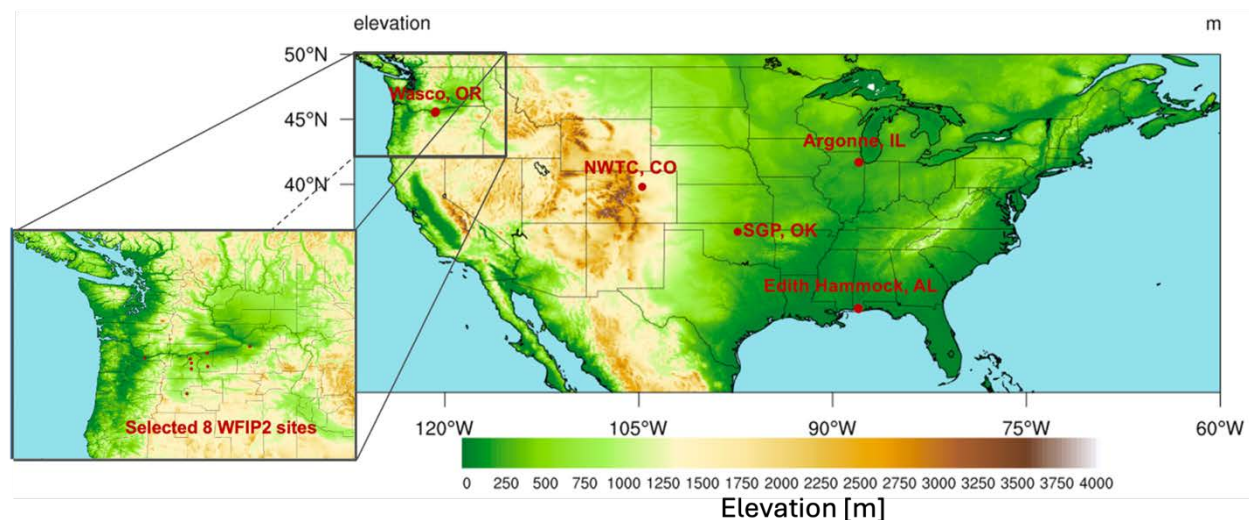 elevation
m
50°N
45°N
40°N
Wasco, OR
Argonne, IL
NWTC, CO
SGP, OK
Edith Hammock, AL
Selected 8 WFIP2 sites
120°W 105°W 90°W 75°W 60°W
0 250 500 750 1000 1250 1500 1750 2000 2250 2500 2750 3000 3250 3500 3750 4000
Elevation [m]